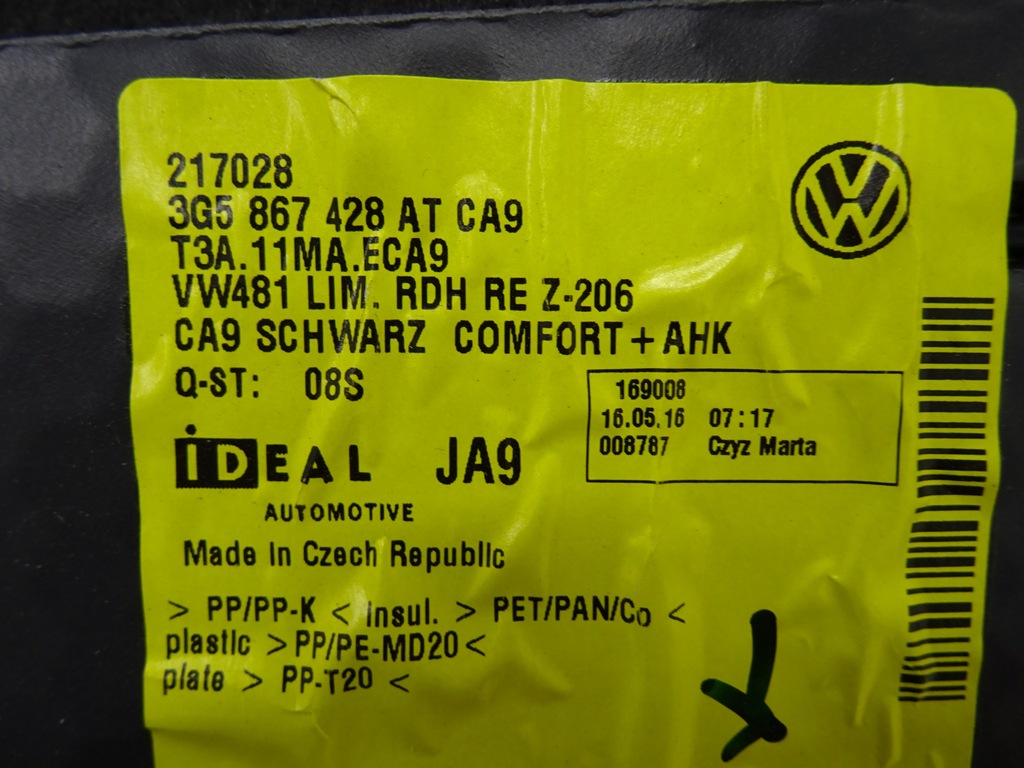 217028
3G5 867 428 AT CA9
T3A.11MA.ECA9
VW481 LIM. RDH RE Z-206
CA9 SCHWARZ COMFORT + AHK
Q-ST: 08S
169008
16.05.16 07:17
008787 Czyz Marta
iDEAL JA9
AUTOMOTIVE
Made In Czech Republic
> PP/PP-K < Insul. > PET/PAN/Co <
plastic >PP/PE-MD20<
plate > PP-T20 <